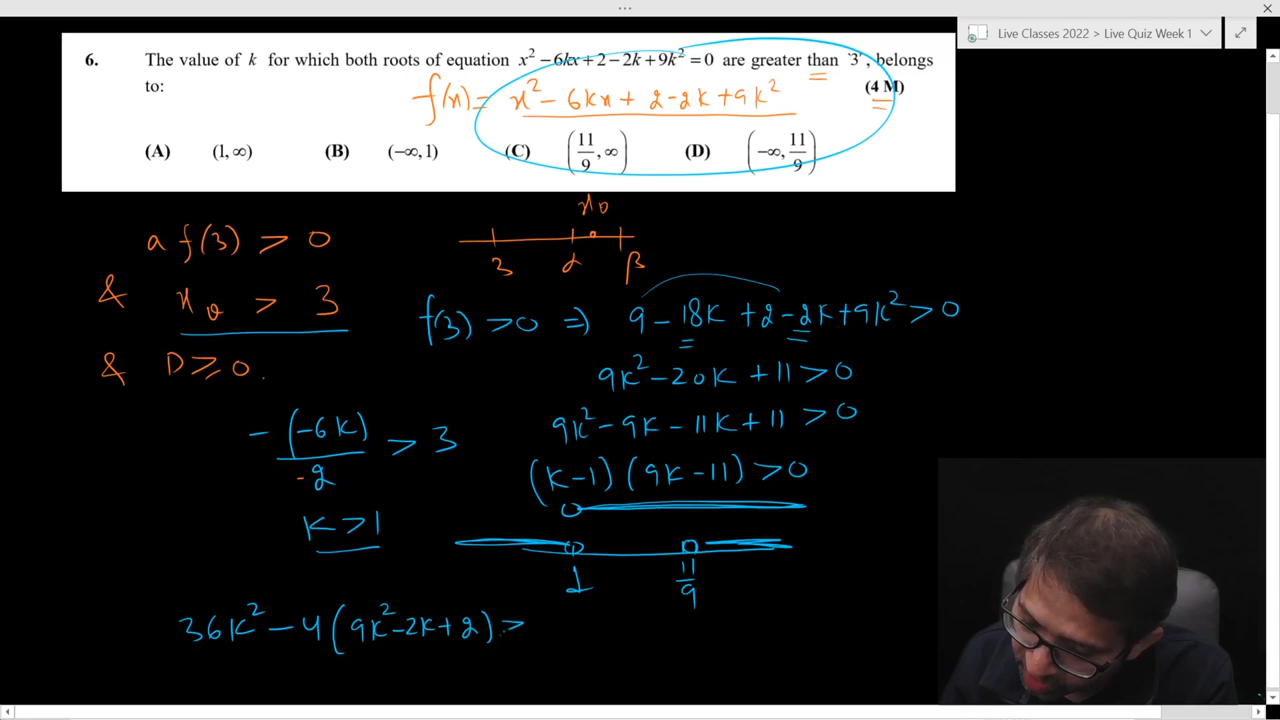 Live Classes 2022 > Live Quiz Week 1
6. The value of k for which both roots of equation x² − 6kx + 2 − 2k + 9k² = 0 are greater than `3', belongs
to: (4 M)
f(x) = x² − 6kx + 2 − 2k + 9k²
(A) (1, ∞) (B) (−∞, 1) (C) (11/9, ∞) (D) (−∞, 11/9)
a f(3) > 0
& x₀ > 3
& D ⩾ 0.
x₀
3 α β
f(3) > 0 ⇒ 9 − 18k + 2 − 2k + 9k² > 0
9k² − 20k + 11 > 0
9k² − 9k − 11k + 11 > 0
(k−1) (9k−11) > 0
−(−6k)/2 > 3
k > 1
1 11/9
36k² − 4(9k² − 2k + 2) >